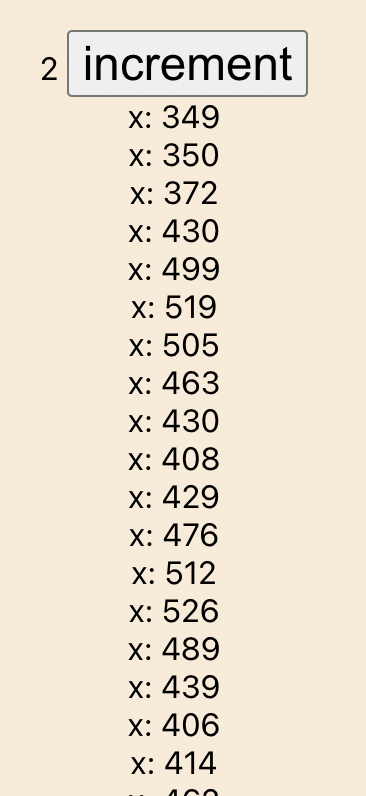 2 increment
x: 349
x: 350
x: 372
x: 430
x: 499
x: 519
x: 505
x: 463
x: 430
x: 408
x: 429
x: 476
x: 512
x: 526
x: 489
x: 439
x: 406
x: 414